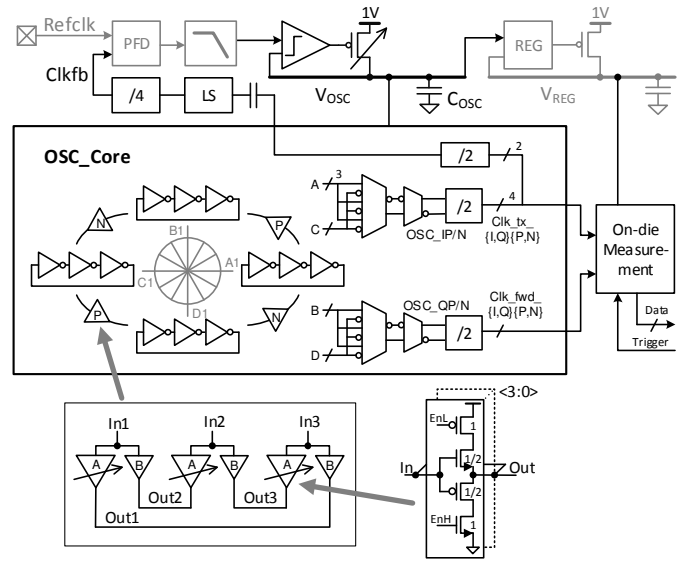 Refclk
PFD
1V
REG
1V
Clkfb
/4
LS
VOSC
COSC
VREG
OSC_Core
/2
2
A
3
C
/2
4
OSC_IP/N
Clk_tx_
{I,Q}{P,N}
N
P
B1
A1
C1
D1
P
N
B
D
OSC_QP/N
/2
Clk_fwd_
{I,Q}{P,N}
On-die
Measure-
ment
Data
Trigger
In1
In2
In3
A
B
A
B
A
B
Out2
Out3
Out1
<3:0>
EnL
1
1/2
In
Out
1/2
EnH
1